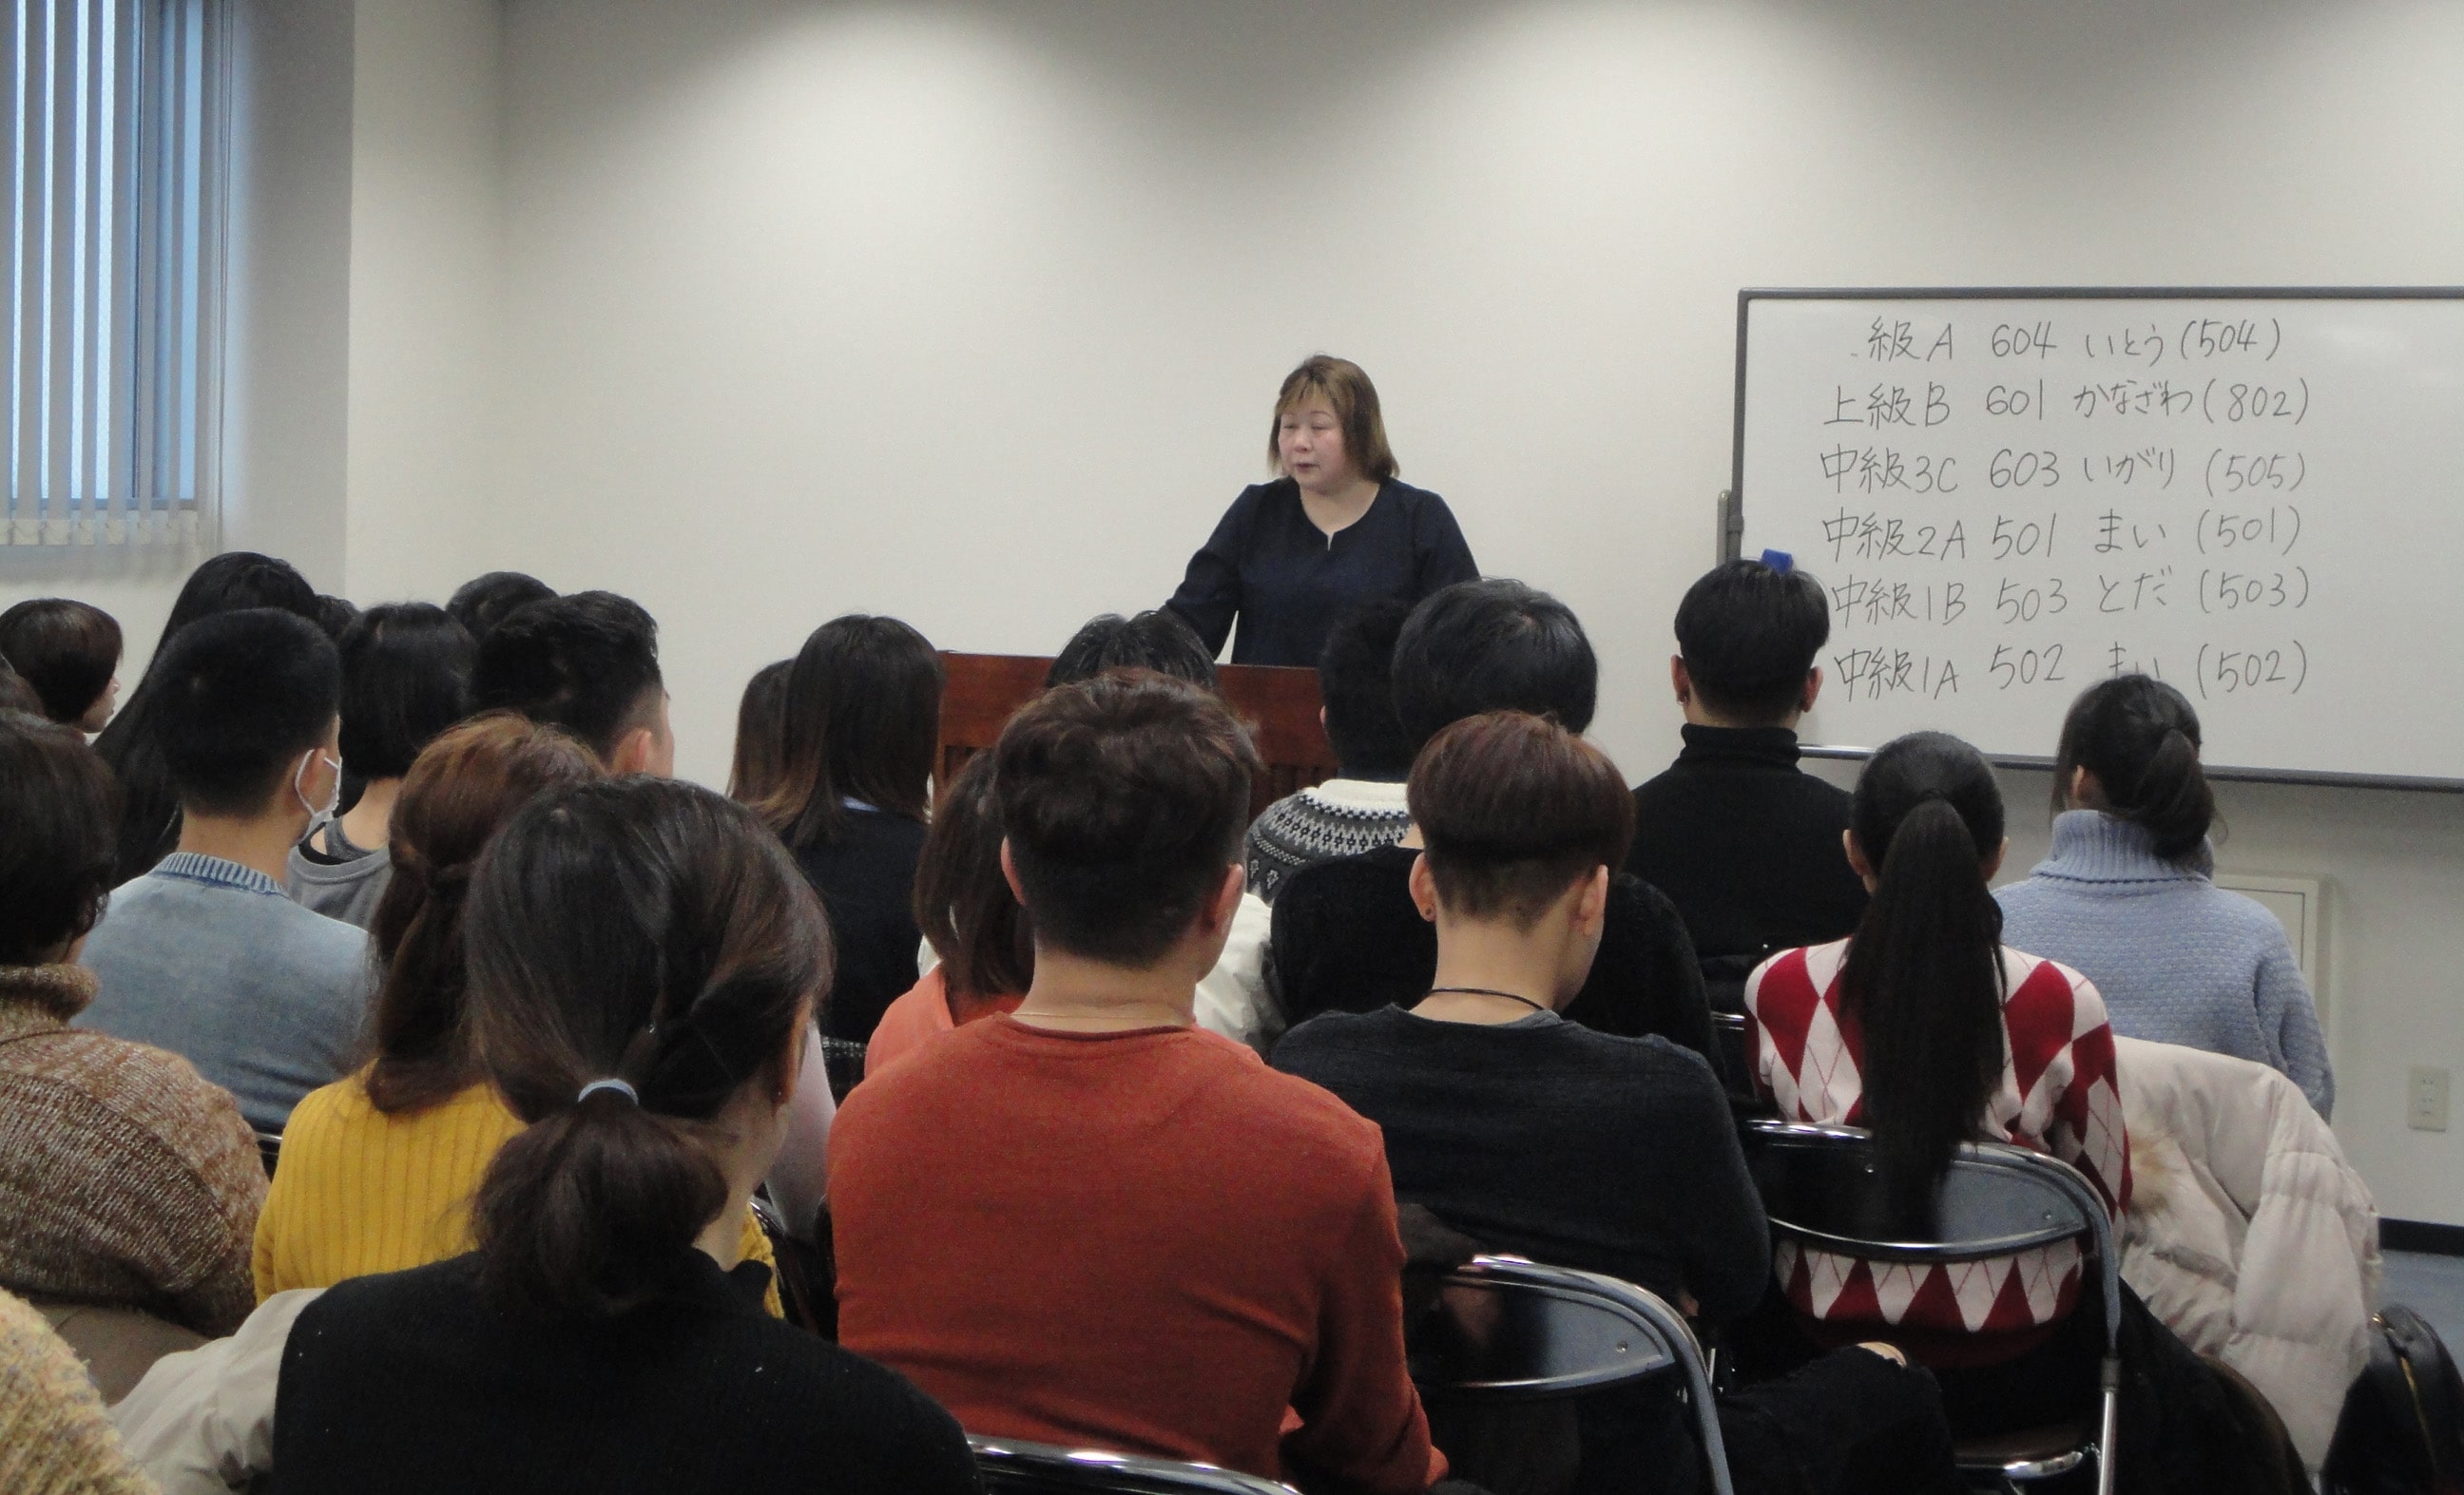 級A 604 いとう(504)
上級B 601 かなざわ(802)
中級3C 603 いがり(505)
中級2A 501 まい(501)
中級1B 503 とだ(503)
中級1A 502 まい(502)